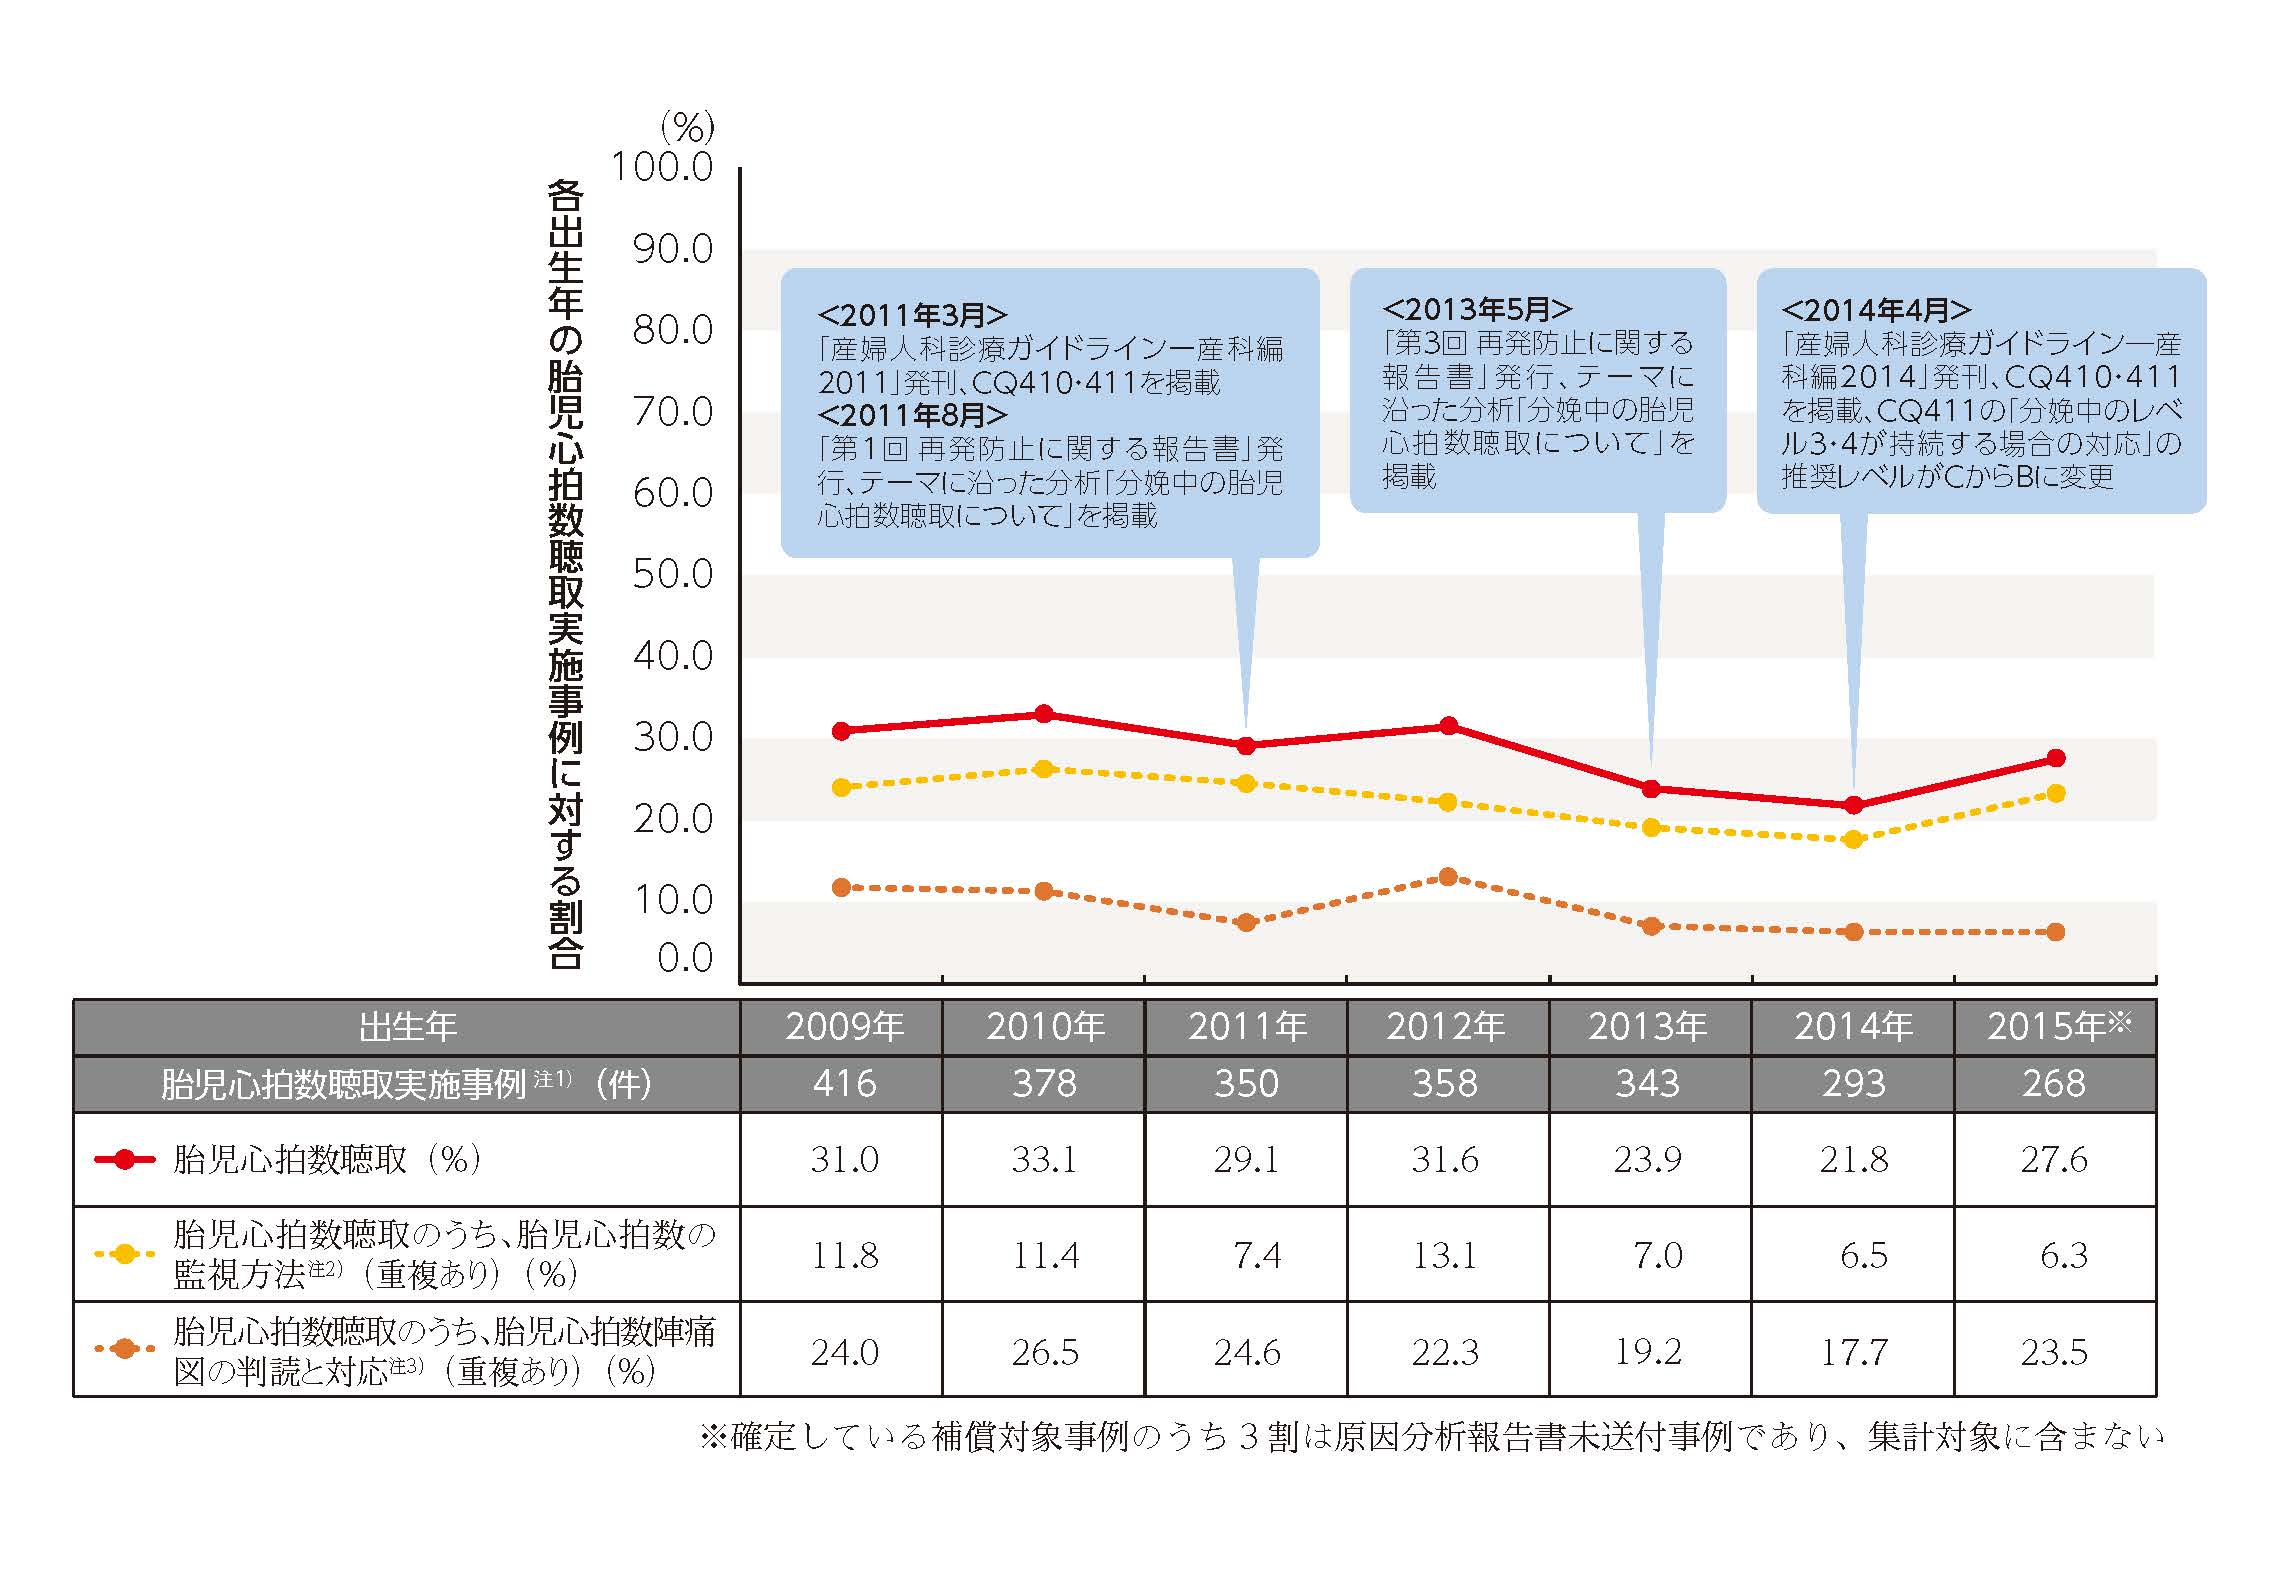 (%)
100.0
90.0
80.0
70.0
60.0
50.0
40.0
30.0
20.0
10.0
0.0
各出生年の胎児心拍数聴取実施事例に対する割合
<2011年3月>
「産婦人科診療ガイドライン―産科編
2011」発刊、CQ410・411を掲載
<2011年8月>
「第1回 再発防止に関する報告書」発
行、テーマに沿った分析「分娩中の胎児
心拍数聴取について」を掲載
<2013年5月>
「第3回 再発防止に関する
報告書」発行、テーマに
沿った分析「分娩中の胎児
心拍数聴取について」を
掲載
<2014年4月>
「産婦人科診療ガイドライン―産
科編2014」発刊、CQ410・411
を掲載、CQ411の「分娩中のレベ
ル3・4が持続する場合の対応」の
推奨レベルがCからBに変更
出生年 2009年 2010年 2011年 2012年 2013年 2014年 2015年※
胎児心拍数聴取実施事例注1)(件) 416 378 350 358 343 293 268
胎児心拍数聴取(%) 31.0 33.1 29.1 31.6 23.9 21.8 27.6
胎児心拍数聴取のうち、胎児心拍数の
監視方法注2)(重複あり)(%) 11.8 11.4 7.4 13.1 7.0 6.5 6.3
胎児心拍数聴取のうち、胎児心拍数陣痛
図の判読と対応注3)(重複あり)(%) 24.0 26.5 24.6 22.3 19.2 17.7 23.5
※確定している補償対象事例のうち3割は原因分析報告書未送付事例であり、集計対象に含まない